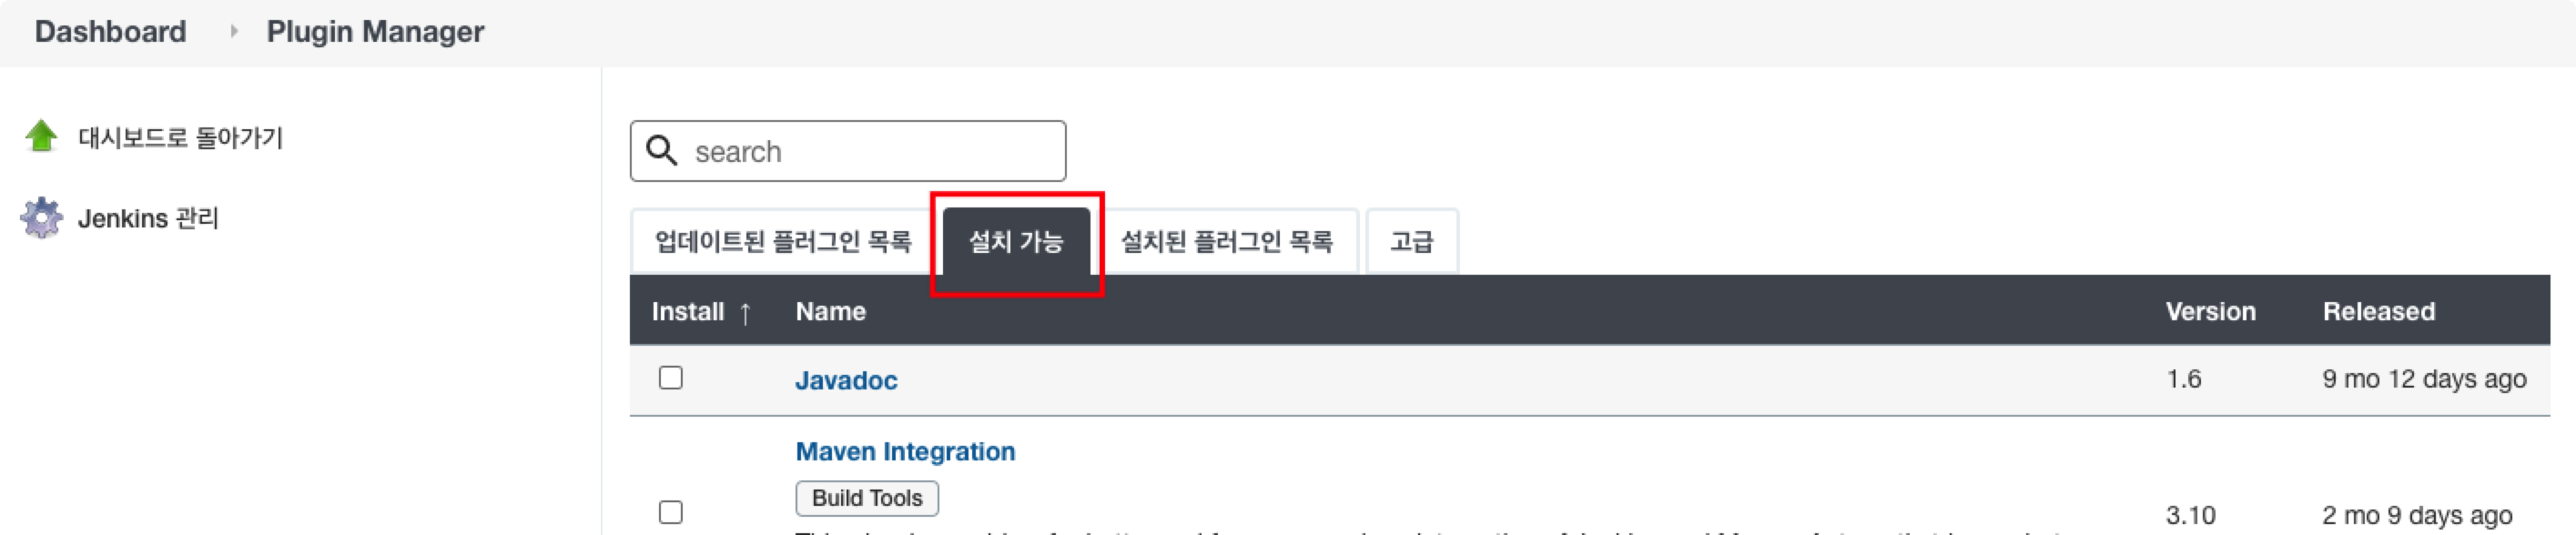 Dashboard Plugin Manager
대시보드로 돌아가기
Jenkins 관리
search
업데이트된 플러그인 목록 설치 가능 설치된 플러그인 목록 고급
Install ↑ Name Version Released
Javadoc 1.6 9 mo 12 days ago
Maven Integration
Build Tools
3.10 2 mo 9 days ago